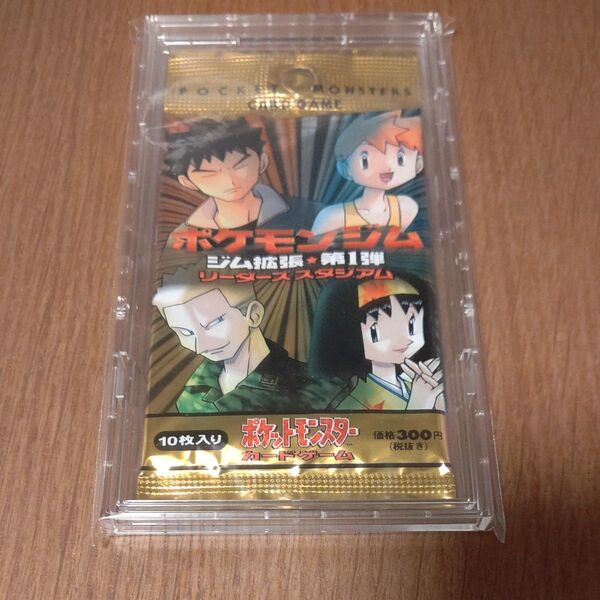 POCKET MONSTERS
CARD GAME
ポケモンジム
ジム拡張★第1弾
リーダーズスタジアム
10枚入り
ポケットモンスター
カードゲーム
価格300円
(税抜き)